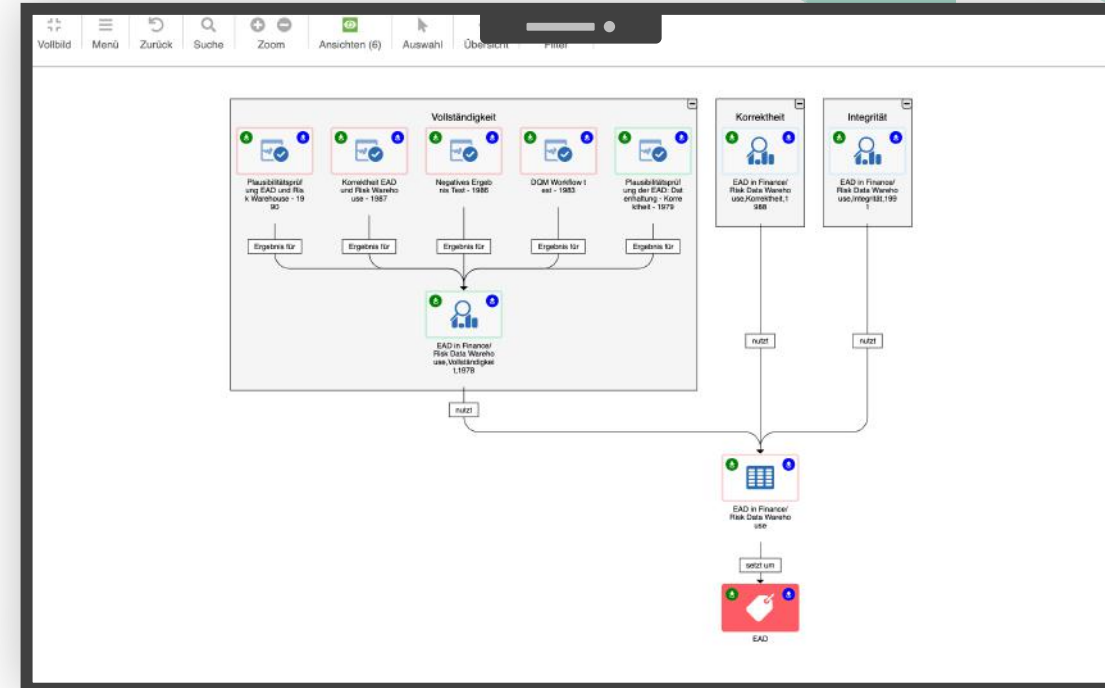 Vollbild Menü Zurück Suche Zoom Ansichten (6) Auswahl Übersicht Filter
Vollständigkeit
Korrektheit
Integrität
Plausibilitätsprüf
ung EAD und Ris
k Warehouse - 19
90
Korrektheit EAD
und Risk Wareho
use - 1987
Negatives Ergeb
nis Test - 1986
DQM Workflow t
est - 1983
Plausibilitätsprüf
ung der EAD: Dat
enhaltung - Korre
ktheit - 1979
EAD in Finance/
Risk Data Wareho
use,Korrektheit,1
988
EAD in Finance/
Risk Data Wareho
use,Integrität,199
1
Ergebnis für
Ergebnis für
Ergebnis für
Ergebnis für
Ergebnis für
EAD in Finance/
Risk Data Wareho
use,Vollständigkei
t,1978
nutzt
nutzt
nutzt
EAD in Finance/
Risk Data Wareho
use
setzt um
EAD